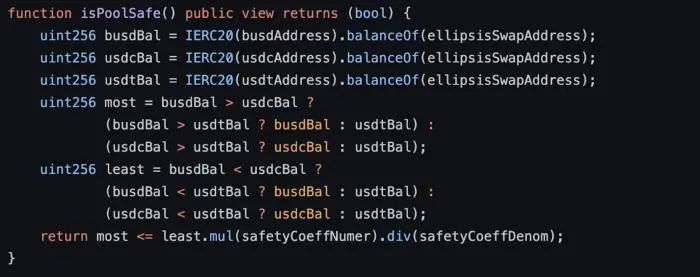 function isPoolSafe() public view returns (bool) {
    uint256 busdBal = IERC20(busdAddress).balanceOf(ellipsisSwapAddress);
    uint256 usdcBal = IERC20(usdcAddress).balanceOf(ellipsisSwapAddress);
    uint256 usdtBal = IERC20(usdtAddress).balanceOf(ellipsisSwapAddress);
    uint256 most = busdBal > usdcBal ?
            (busdBal > usdtBal ? busdBal : usdtBal) :
            (usdcBal > usdtBal ? usdcBal : usdtBal);
    uint256 least = busdBal < usdcBal ?
            (busdBal < usdtBal ? busdBal : usdtBal) :
            (usdcBal < usdtBal ? usdcBal : usdtBal);
    return most <= least.mul(safetyCoeffNumer).div(safetyCoeffDenom);
}